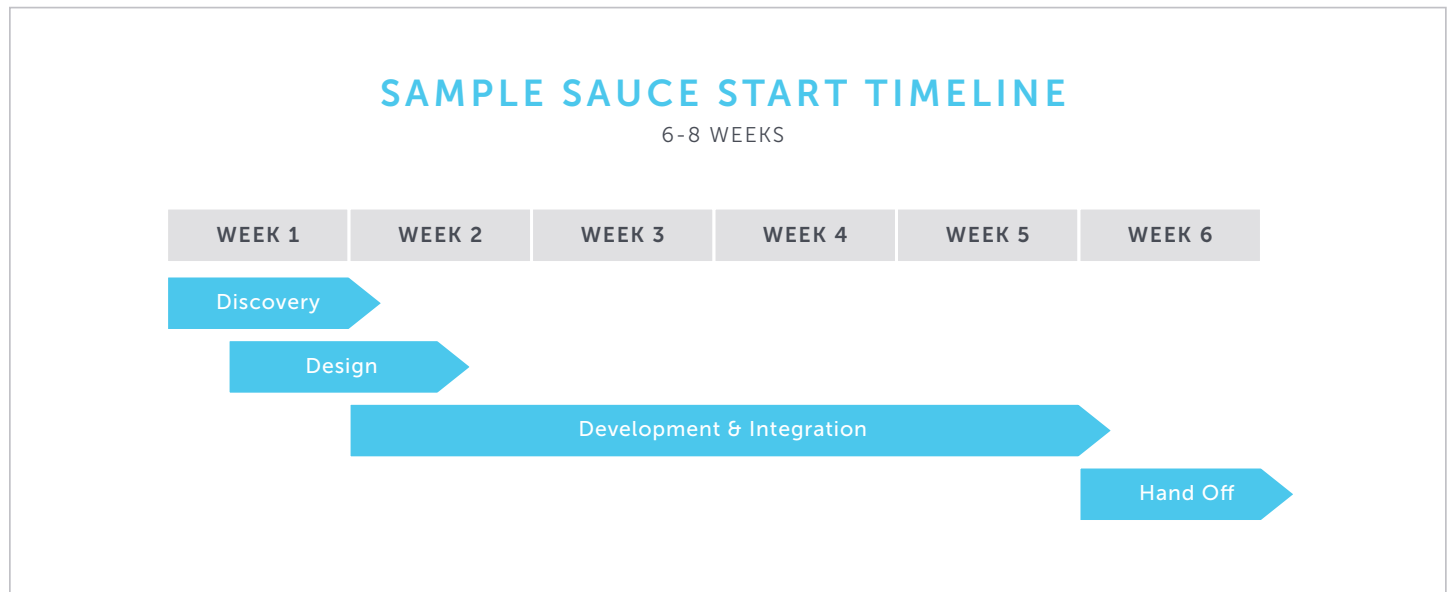 SAMPLE SAUCE START TIMELINE
6-8 WEEKS
WEEK 1 WEEK 2 WEEK 3 WEEK 4 WEEK 5 WEEK 6
Discovery
Design
Development & Integration
Hand Off